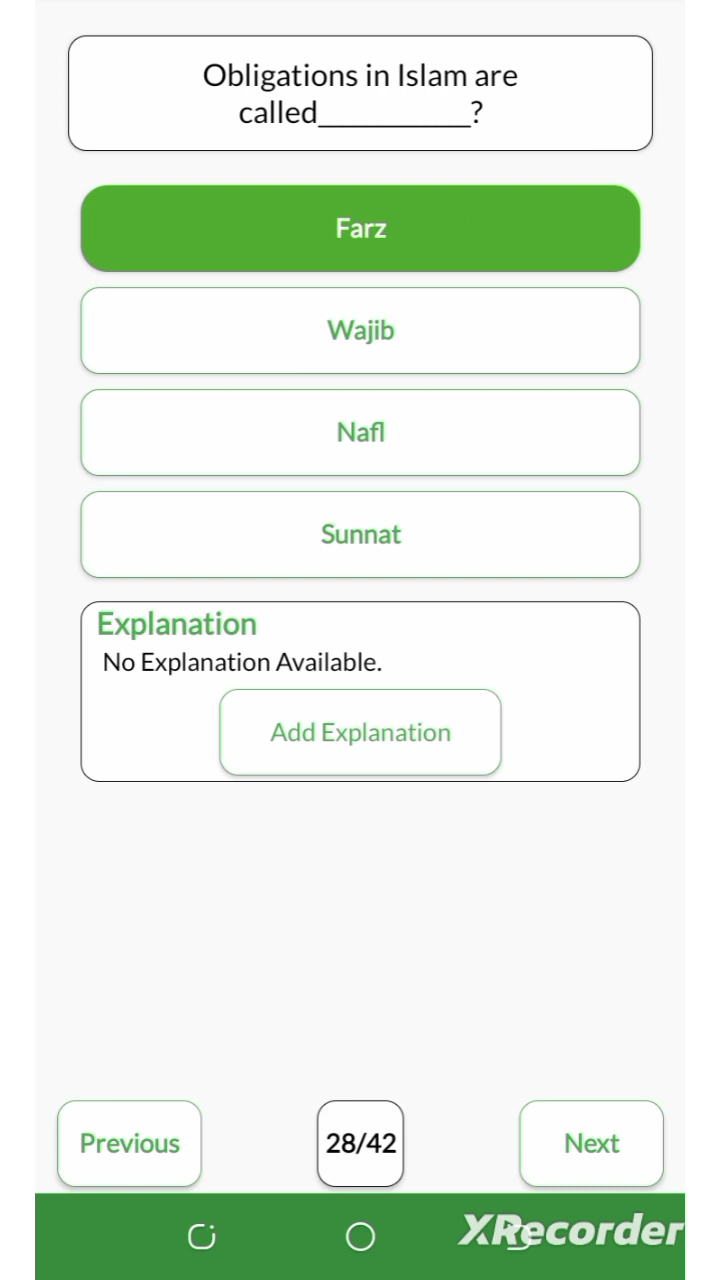 Obligations in Islam are
called__________?
Farz
Wajib
Nafl
Sunnat
Explanation
No Explanation Available.
Add Explanation
Previous
28/42
Next
XRecorder